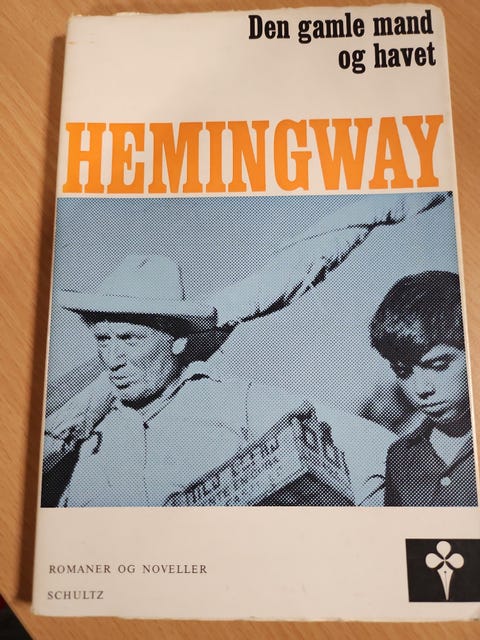 Den gamle mand
og havet
HEMINGWAY
ROMANER OG NOVELLER
SCHULTZ